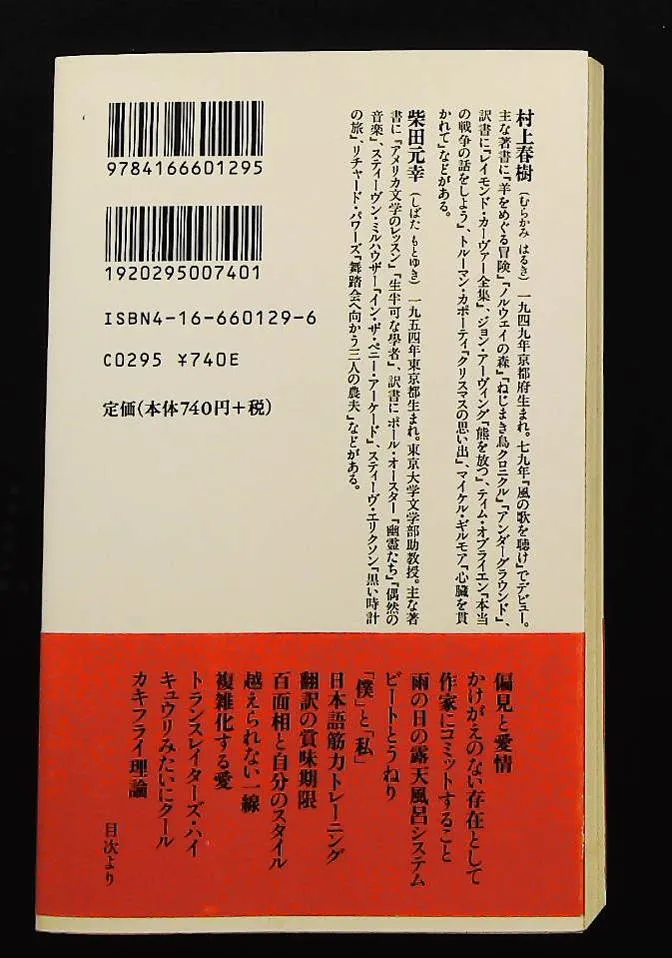 9784166601295
1920295007401
ISBN4-16-660129-6
C0295 ¥740E
定価(本体740円+税)
村上春樹(むらかみ はるき) 一九四九年京都府生まれ。七九年『風の歌を聴け』でデビュー。
主な著書に『羊をめぐる冒険』『ノルウェイの森』『ねじまき鳥クロニクル』『アンダーグラウンド』、
訳書に『レイモンド・カーヴァー全集』、ジョン・アーヴィング『熊を放つ』、ティム・オブライエン『本当
の戦争の話をしよう』、トルーマン・カポーティ『クリスマスの思い出』、マイケル・ギルモア『心臓を貫
かれて』などがある。
柴田元幸(しばた もとゆき) 一九五四年東京都生まれ。東京大学文学部助教授。主な著
書に『アメリカ文学のレッスン』『生半可な學者』、訳書に ポール・オースター『幽霊たち』『偶然の
音楽』、スティーヴン・ミルハウザー『イン・ザ・ペニー・アーケード』、スティーヴ・エリクソン『黒い時計
の旅』、リチャード・パワーズ『舞踏会へ向かう三人の農夫』などがある。
偏見と愛情
かけがえのない存在として
作家にコミットすること
雨の日の露天風呂システム
ビートとうねり
「僕」と「私」
日本語筋力トレーニング
翻訳の賞味期限
百面相と自分のスタイル
越えられない一線
複雑化する愛
トランスレイターズ・ハイ
キュウリみたいにクール
カキフライ理論
目次より